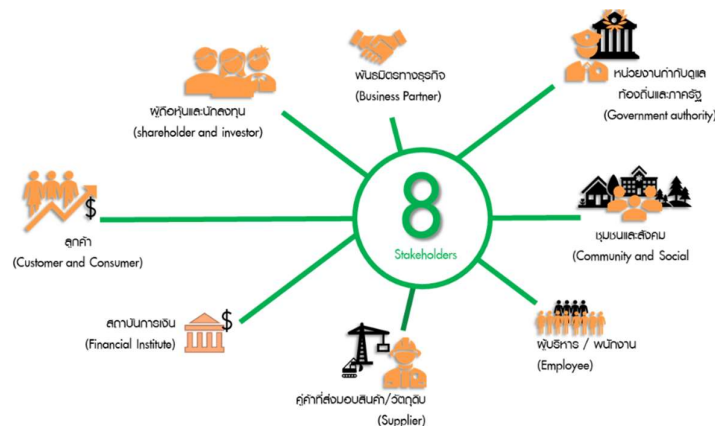 พันธมิตรทางธุรกิจ
(Business Partner)
หน่วยงานกำกับดูแล
ท้องถิ่นและภาครัฐ
(Government authority)
ผู้ถือหุ้นและนักลงทุน
(shareholder and investor)
8
Stakeholders
$
ลูกค้า
(Customer and Consumer)
ชุมชนและสังคม
(Community and Social
$
สถาบันการเงิน
(Financial Institute)
ผู้บริหาร / พนักงาน
(Employee)
คู่ค้าที่ส่งมอบสินค้า/วัตถุดิบ
(Supplier)